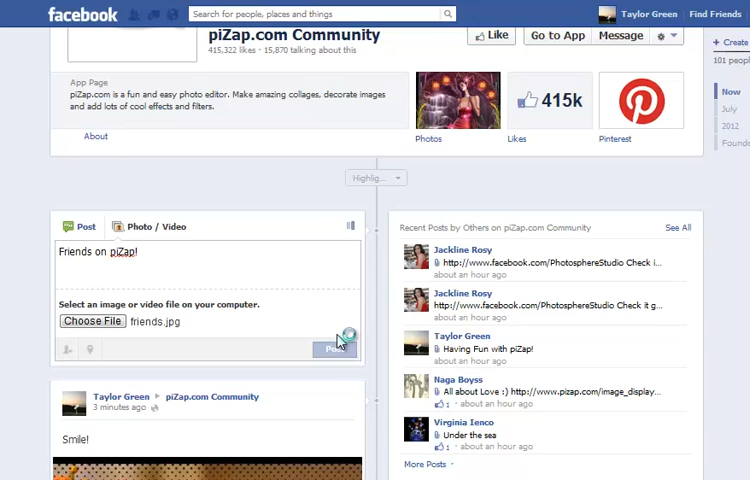 facebook
Search for people, places and things
Taylor Green
Find Friends
piZap.com Community
415,322 likes · 15,870 talking about this
Like
Go to App
Message
+ Create
101 people
App Page
piZap.com is a fun and easy photo editor. Make amazing collages, decorate images
and add lots of cool effects and filters.
About
415k
Photos
Likes
Pinterest
Now
July
2012
Founde
Highlig...
Post
Photo / Video
Friends on piZap!
Select an image or video file on your computer.
Choose File friends.jpg
Post
Taylor Green ▸ piZap.com Community
3 minutes ago
Smile!
Recent Posts by Others on piZap.com Community
See All
Jackline Rosy
http://www.facebook.com/PhotosphereStudio Check i...
about an hour ago
Jackline Rosy
http://www.facebook.com/PhotosphereStudio Check it g...
about an hour ago
Taylor Green
Having Fun with piZap!
about an hour ago
Naga Boyss
All about Love :) http://www.pizap.com/image_display...
1 · about an hour ago
Virginia Ienco
Under the sea
1 · about an hour ago
More Posts